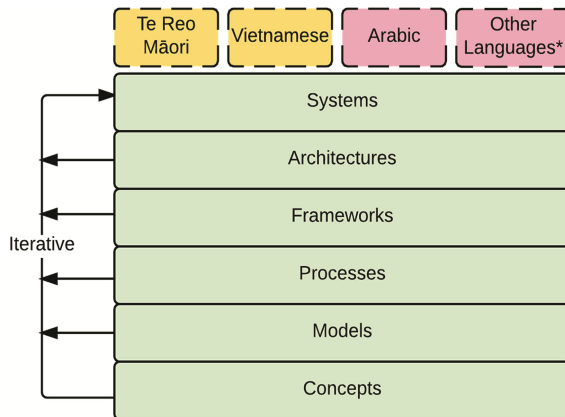 Te Reo
Māori
Vietnamese
Arabic
Other
Languages*
Systems
Architectures
Frameworks
Iterative
Processes
Models
Concepts